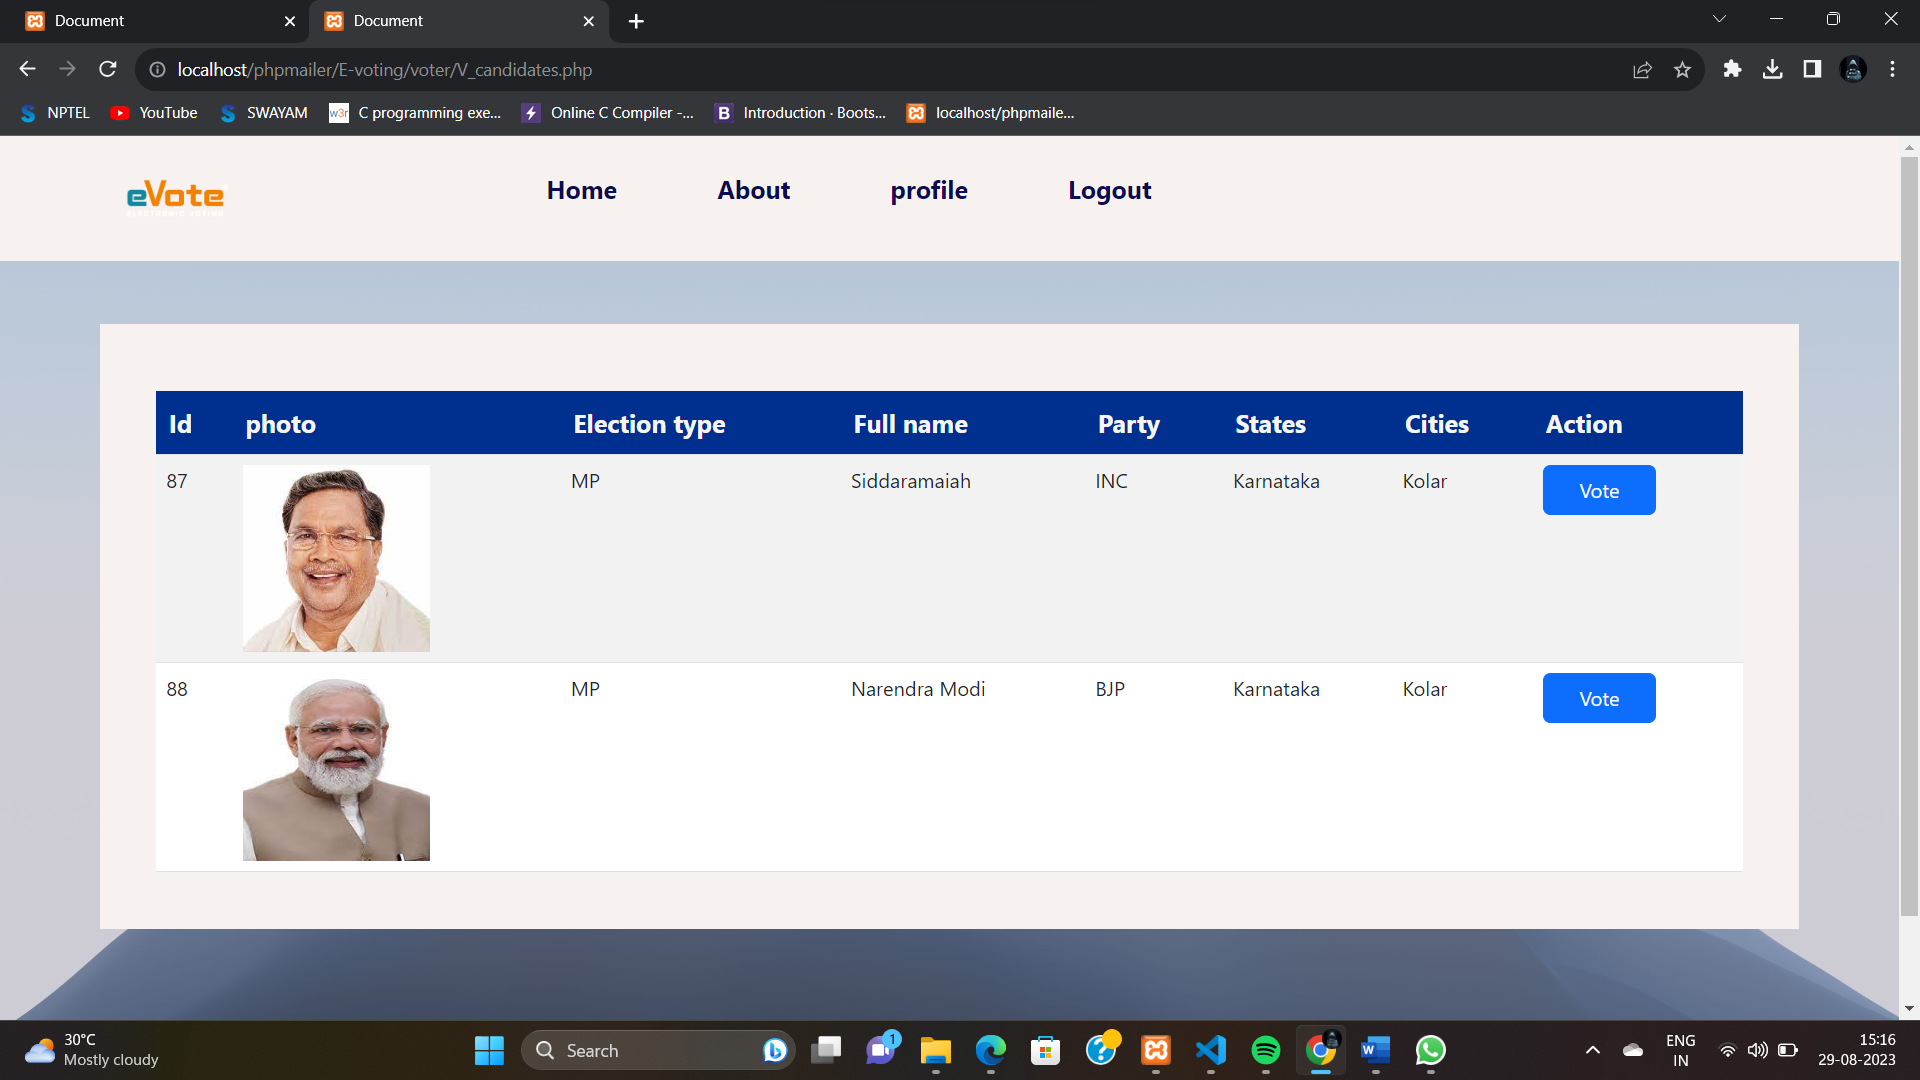 Document
Document
localhost/phpmailer/E-voting/voter/V_candidates.php
NPTEL YouTube SWAYAM w3r C programming exe... Online C Compiler -... B Introduction · Boots... localhost/phpmaile...
eVote
ELECTRONIC VOTING
Home About profile Logout
Id photo Election type Full name Party States Cities Action
87 MP Siddaramaiah INC Karnataka Kolar Vote
88 MP Narendra Modi BJP Karnataka Kolar Vote
30°C
Mostly cloudy
Search
1
ENG
IN
15:16
29-08-2023